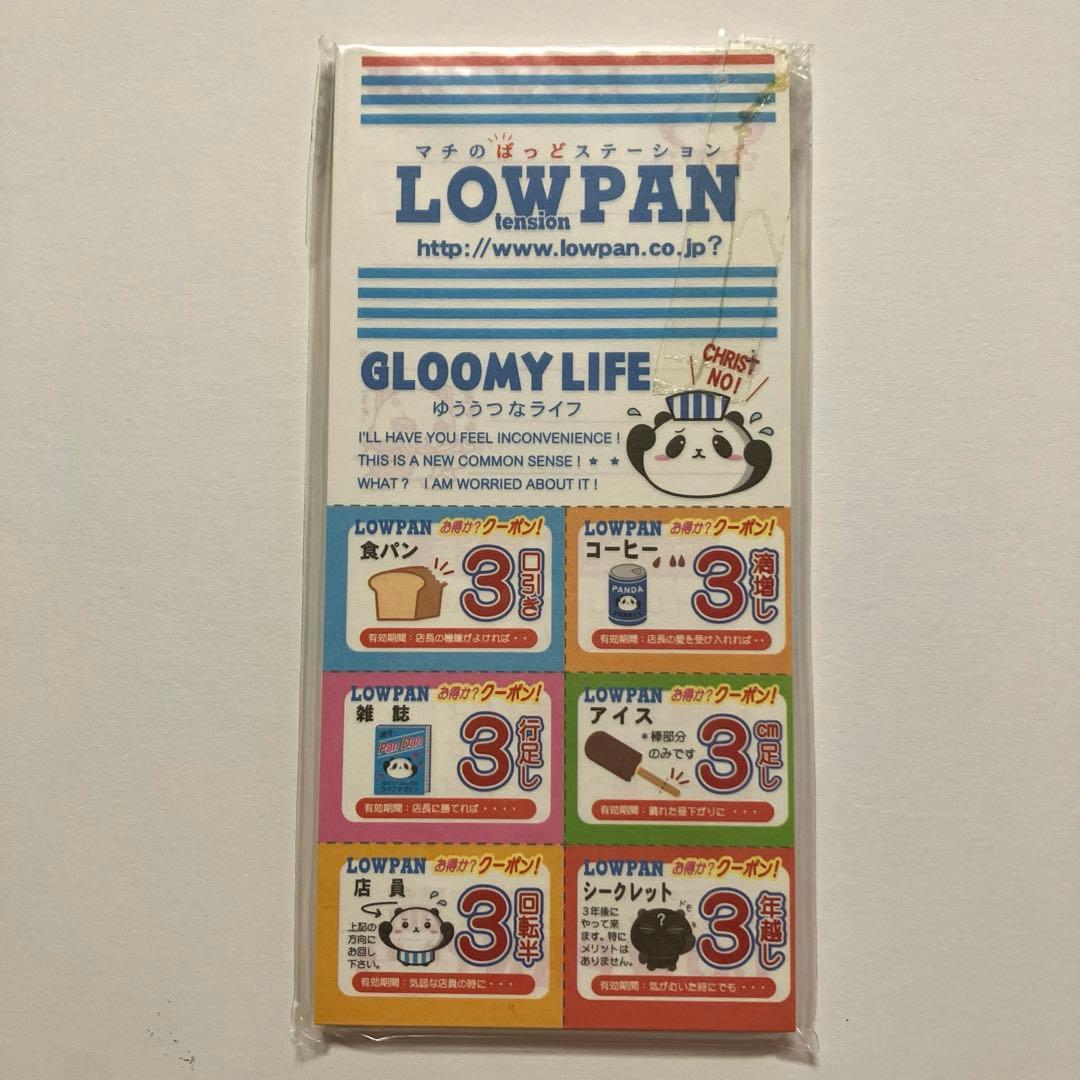 マチのばっどステーション
LOW PAN
tension
http://www.lowpan.co.jp?
GLOOMY LIFE
ゆううつなライフ
CHRIST
NO!
I'LL HAVE YOU FEEL INCONVENIENCE!
THIS IS A NEW COMMON SENSE! ★ ★
WHAT? I AM WORRIED ABOUT IT!
LOWPAN お得か?クーポン!
食パン
3口引き
有効期間:店長の機嫌がよければ・・
LOWPAN お得か?クーポン!
コーヒー
PANDA
3滴増し
有効期間:店長の愛を受け入れれば・・
LOWPAN お得か?クーポン!
雑誌
週刊
Pan Dan
3行足し
有効期間:店長に勝てれば・・・・
LOWPAN お得か?クーポン!
アイス
*棒部分
のみです
3cm足し
有効期間:晴れた昼下がりに・・・
LOWPAN お得か?クーポン!
店員
上記の
方向に
お回し
下さい。
3回転半
有効期間:気弱な店員の時に・・・
LOWPAN お得か?クーポン!
シークレット
3年後に
やって来
ます。特に
メリットは
ありません。
ドモ
?
3年越し
有効期間:気がむいた時にでも・・・